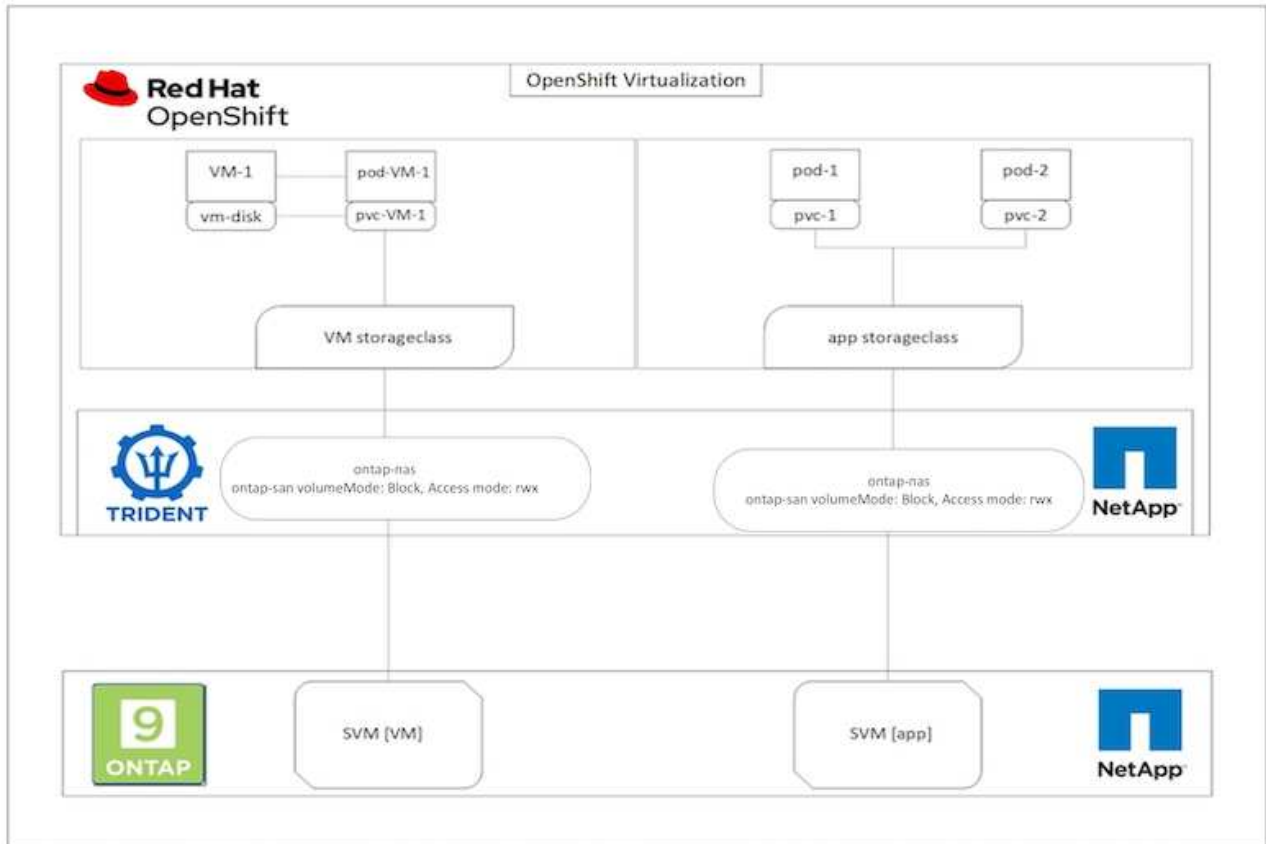 OpenShift Virtualization
Red Hat
OpenShift
VM-1
pod-VM-1
vm-disk
pvc-VM-1
pod-1
pod-2
pvc-1
pvc-2
VM storageclass
app storageclass
TRIDENT
ontap-nas
ontap-san volumeMode: Block, Access mode: rwx
ontap-nas
ontap-san volumeMode: Block, Access mode: rwx
NetApp
9
ONTAP
SVM [VM]
SVM [app]
NetApp